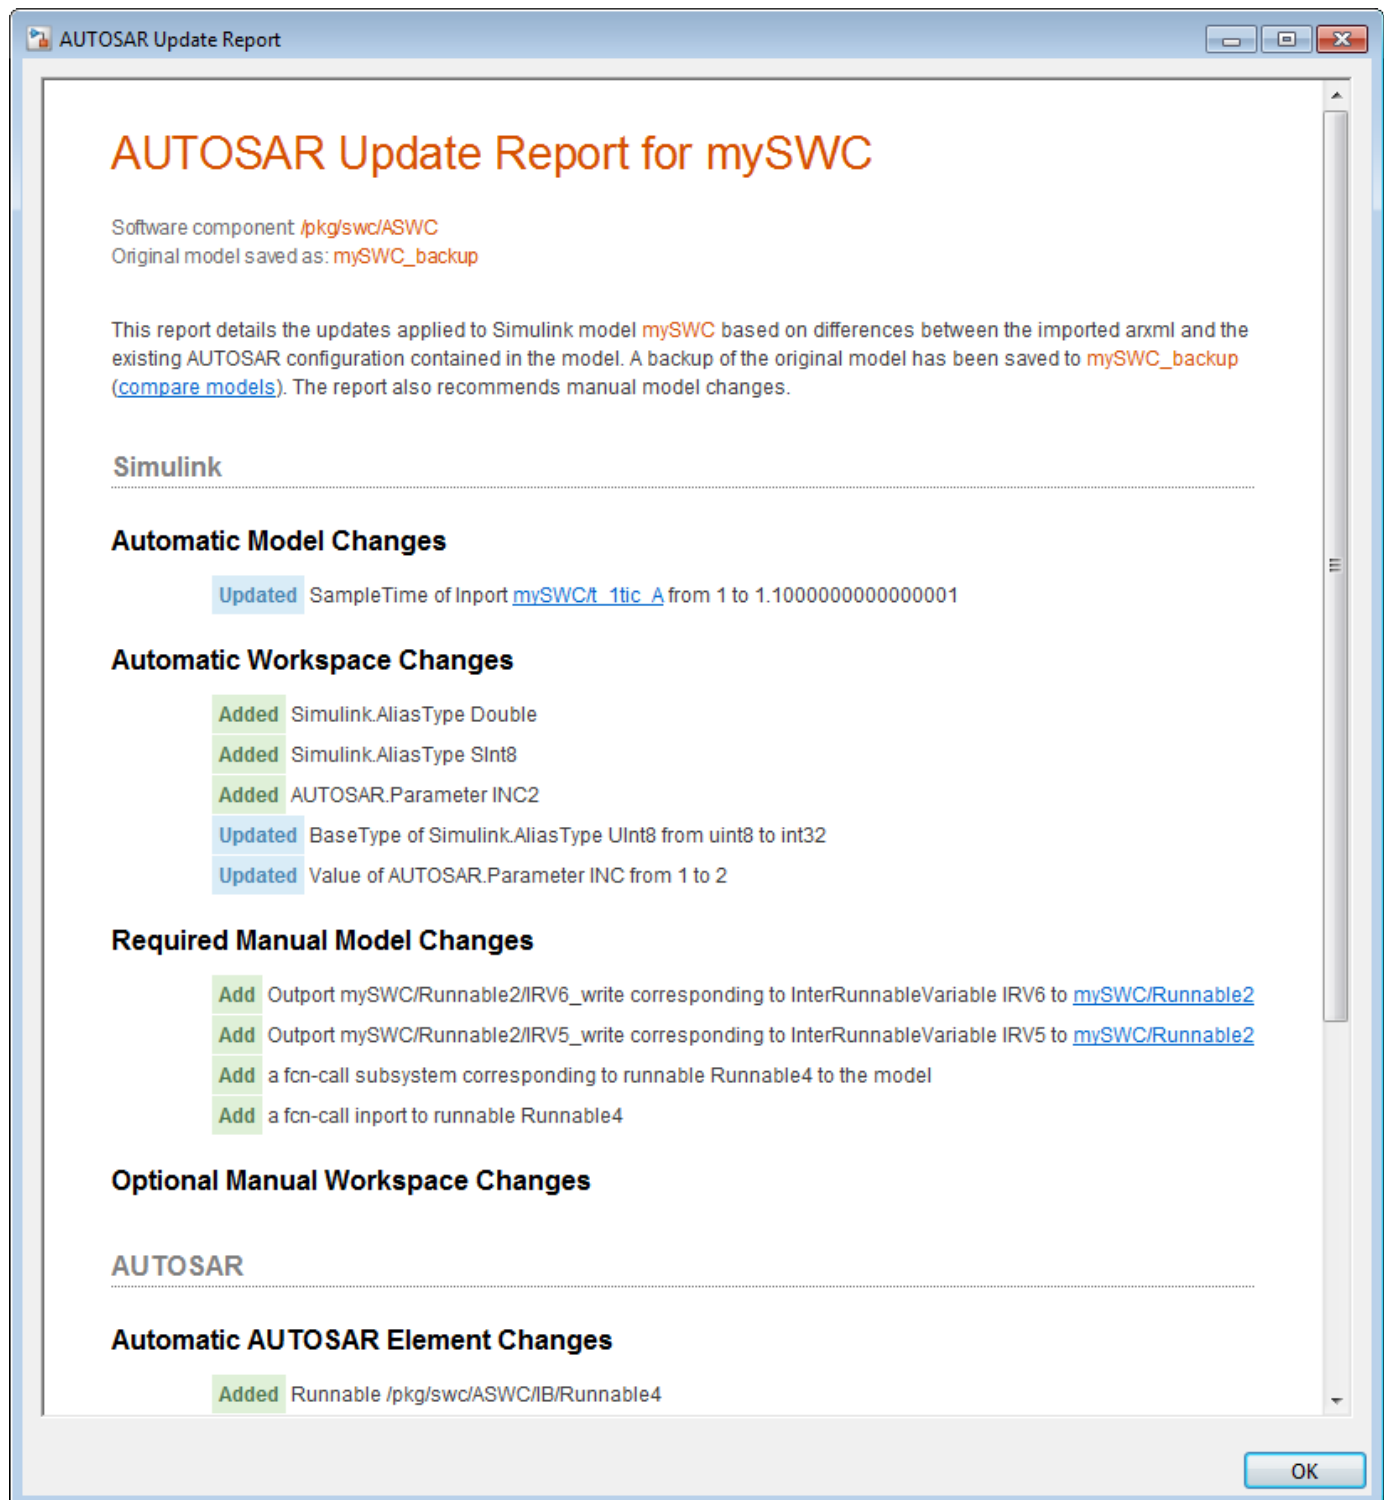 AUTOSAR Update Report
AUTOSAR Update Report for mySWC
Software component /pkg/swc/ASWC
Original model saved as: mySWC_backup
This report details the updates applied to Simulink model mySWC based on differences between the imported arxml and the
existing AUTOSAR configuration contained in the model. A backup of the original model has been saved to mySWC_backup
(compare models). The report also recommends manual model changes.
Simulink
Automatic Model Changes
Updated SampleTime of Inport mySWC/t_1tic_A from 1 to 1.1000000000000001
Automatic Workspace Changes
Added Simulink.AliasType Double
Added Simulink.AliasType SInt8
Added AUTOSAR.Parameter INC2
Updated BaseType of Simulink.AliasType UInt8 from uint8 to int32
Updated Value of AUTOSAR.Parameter INC from 1 to 2
Required Manual Model Changes
Add Outport mySWC/Runnable2/IRV6_write corresponding to InterRunnableVariable IRV6 to mySWC/Runnable2
Add Outport mySWC/Runnable2/IRV5_write corresponding to InterRunnableVariable IRV5 to mySWC/Runnable2
Add a fcn-call subsystem corresponding to runnable Runnable4 to the model
Add a fcn-call inport to runnable Runnable4
Optional Manual Workspace Changes
AUTOSAR
Automatic AUTOSAR Element Changes
Added Runnable /pkg/swc/ASWC/IB/Runnable4
OK